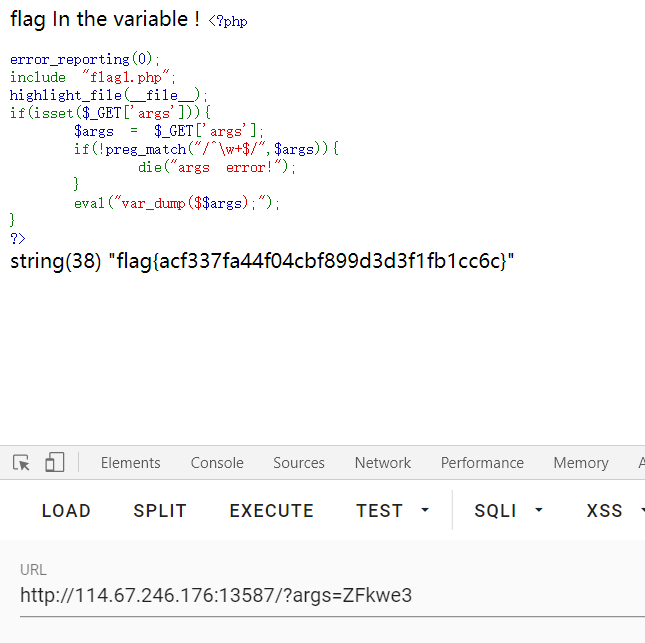 flag In the variable ! <?php
error_reporting(0);
include "flag1.php";
highlight_file(__file__);
if(isset($_GET['args'])){
$args = $_GET['args'];
if(!preg_match("/^\w+$/",$args)){
die("args error!");
}
eval("var_dump($$args);");
}
?>
string(38) "flag{acf337fa44f04cbf899d3d3f1fb1cc6c}"
Elements Console Sources Network Performance Memory A
LOAD SPLIT EXECUTE TEST SQLI XSS
URL
http://114.67.246.176:13587/?args=ZFkwe3